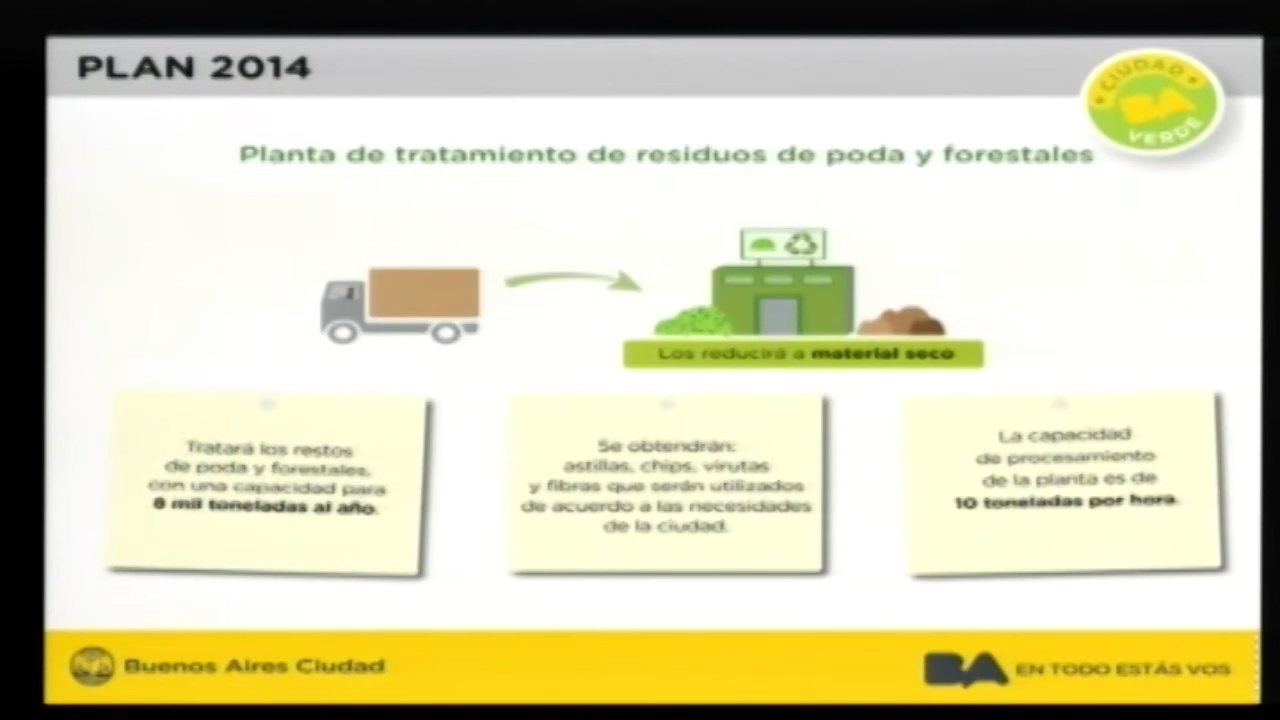 PLAN 2014
CIUDAD
BA
VERDE
Planta de tratamiento de residuos de poda y forestales
Los reducirá a material seco
Tratará los restos
de poda y forestales,
con una capacidad para
8 mil toneladas al año.
Se obtendrán:
astillas, chips, virutas
y fibras que serán utilizados
de acuerdo a las necesidades
de la ciudad.
La capacidad
de procesamiento
de la planta es de
10 toneladas por hora.
Buenos Aires Ciudad
BA EN TODO ESTÁS VOS